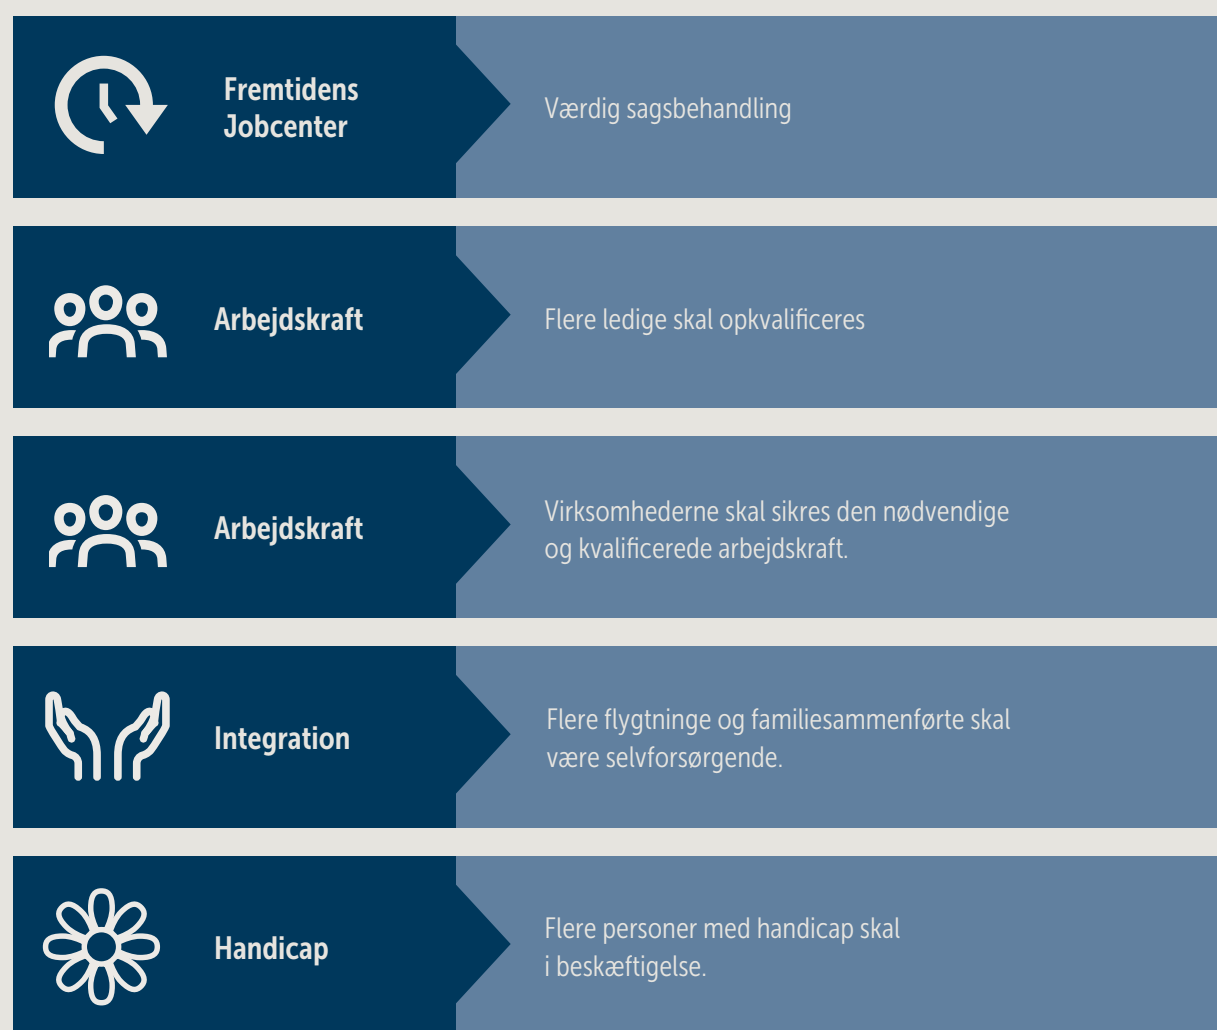 Fremtidens
Jobcenter
Værdig sagsbehandling
Arbejdskraft
Flere ledige skal opkvalificeres
Arbejdskraft
Virksomhederne skal sikres den nødvendige
og kvalificerede arbejdskraft.
Integration
Flere flygtninge og familiesammenførte skal
være selvforsørgende.
Handicap
Flere personer med handicap skal
i beskæftigelse.